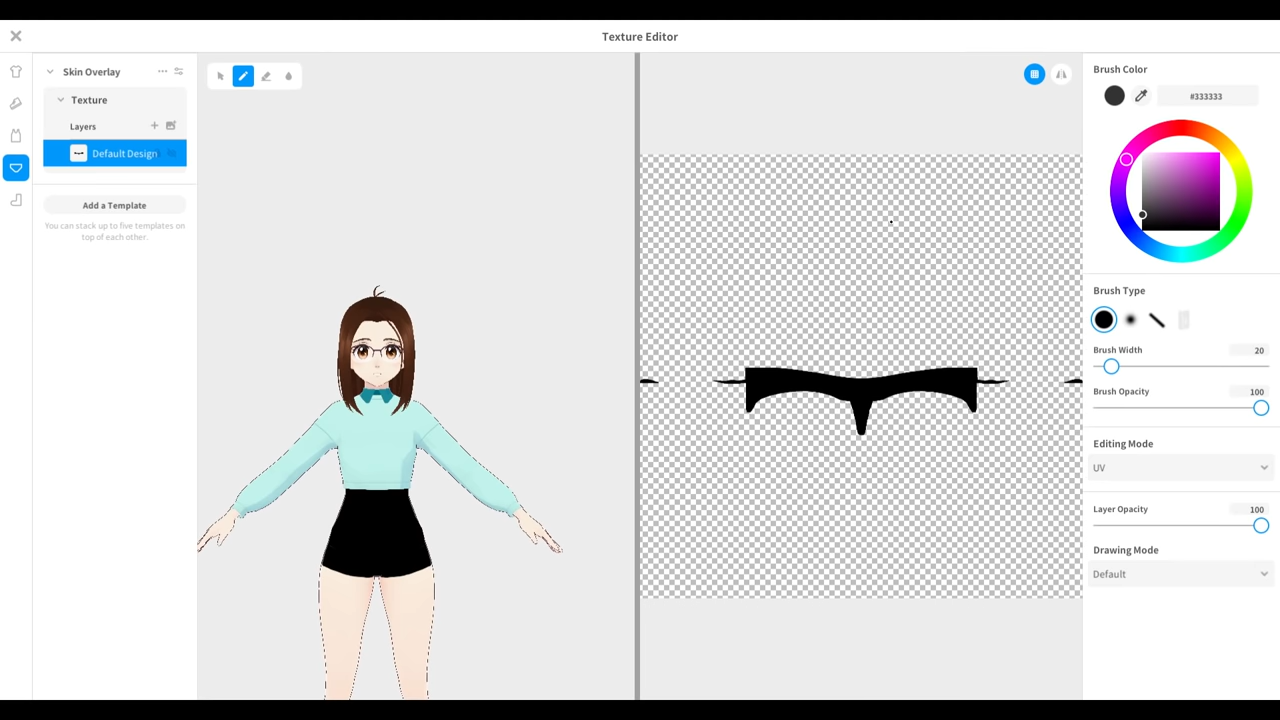 Texture Editor
Skin Overlay
Texture
Layers
Default Design
Add a Template
You can stack up to five templates on
top of each other.
Brush Color
#333333
Brush Type
Brush Width
20
Brush Opacity
100
Editing Mode
UV
Layer Opacity
100
Drawing Mode
Default